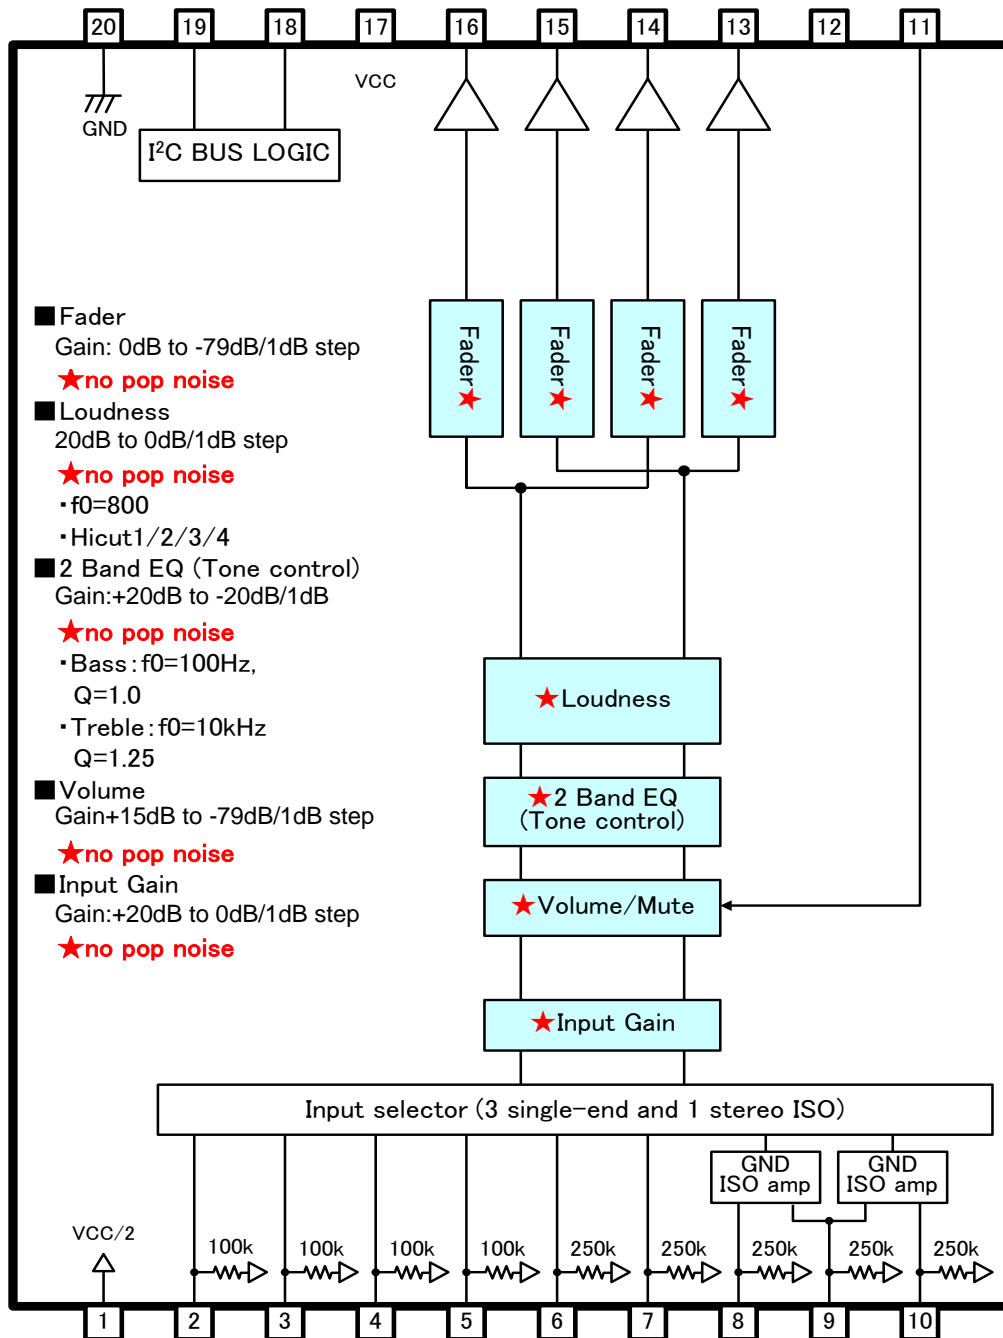 20 19 18 17 16 15 14 13 12 11
VCC
GND
I²C BUS LOGIC
■Fader
Gain: 0dB to -79dB/1dB step
★no pop noise
■Loudness
20dB to 0dB/1dB step
★no pop noise
・f0=800
・Hicut1/2/3/4
■2 Band EQ (Tone control)
Gain:+20dB to -20dB/1dB
★no pop noise
・Bass:f0=100Hz,
Q=1.0
・Treble:f0=10kHz
Q=1.25
■Volume
Gain+15dB to -79dB/1dB step
★no pop noise
■Input Gain
Gain:+20dB to 0dB/1dB step
★no pop noise
Fader★
Fader★
Fader★
Fader★
★Loudness
★2 Band EQ
(Tone control)
★Volume/Mute
★Input Gain
Input selector (3 single-end and 1 stereo ISO)
GND
ISO amp
GND
ISO amp
VCC/2
100k 100k 100k 100k 250k 250k 250k 250k 250k
1 2 3 4 5 6 7 8 9 10